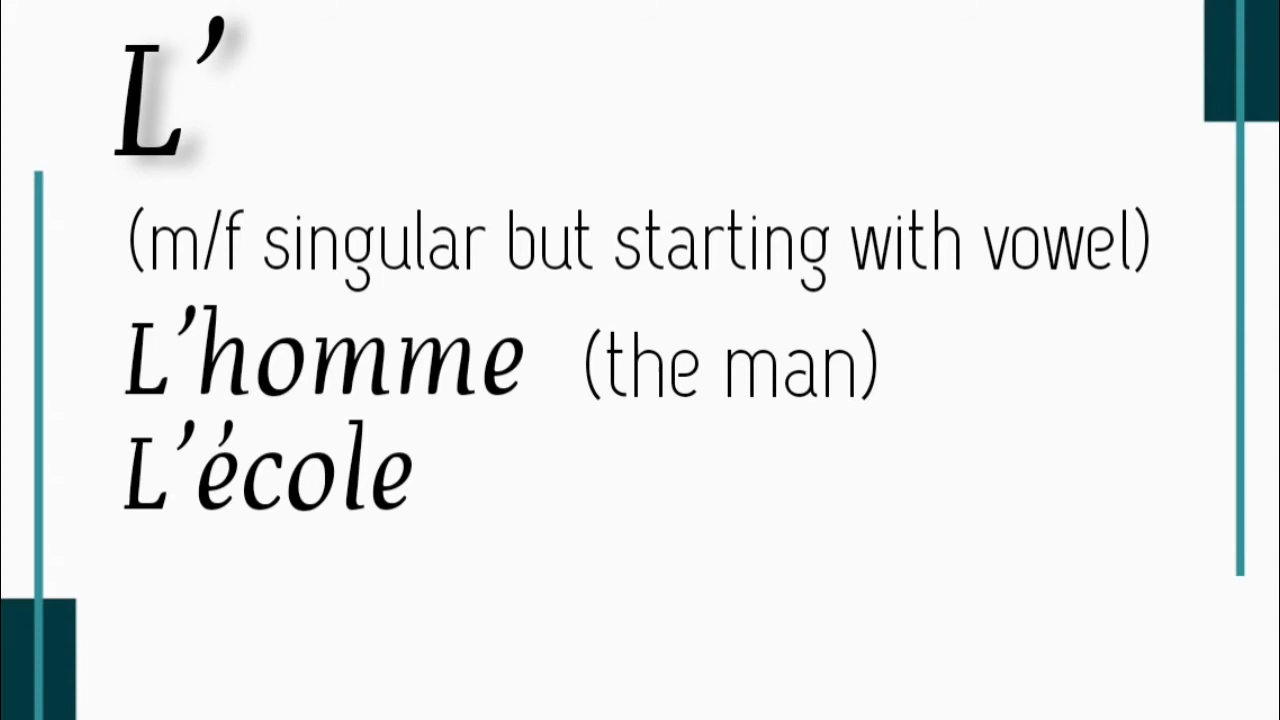 L’
(m/f singular but starting with vowel)
L’homme (the man)
L’école